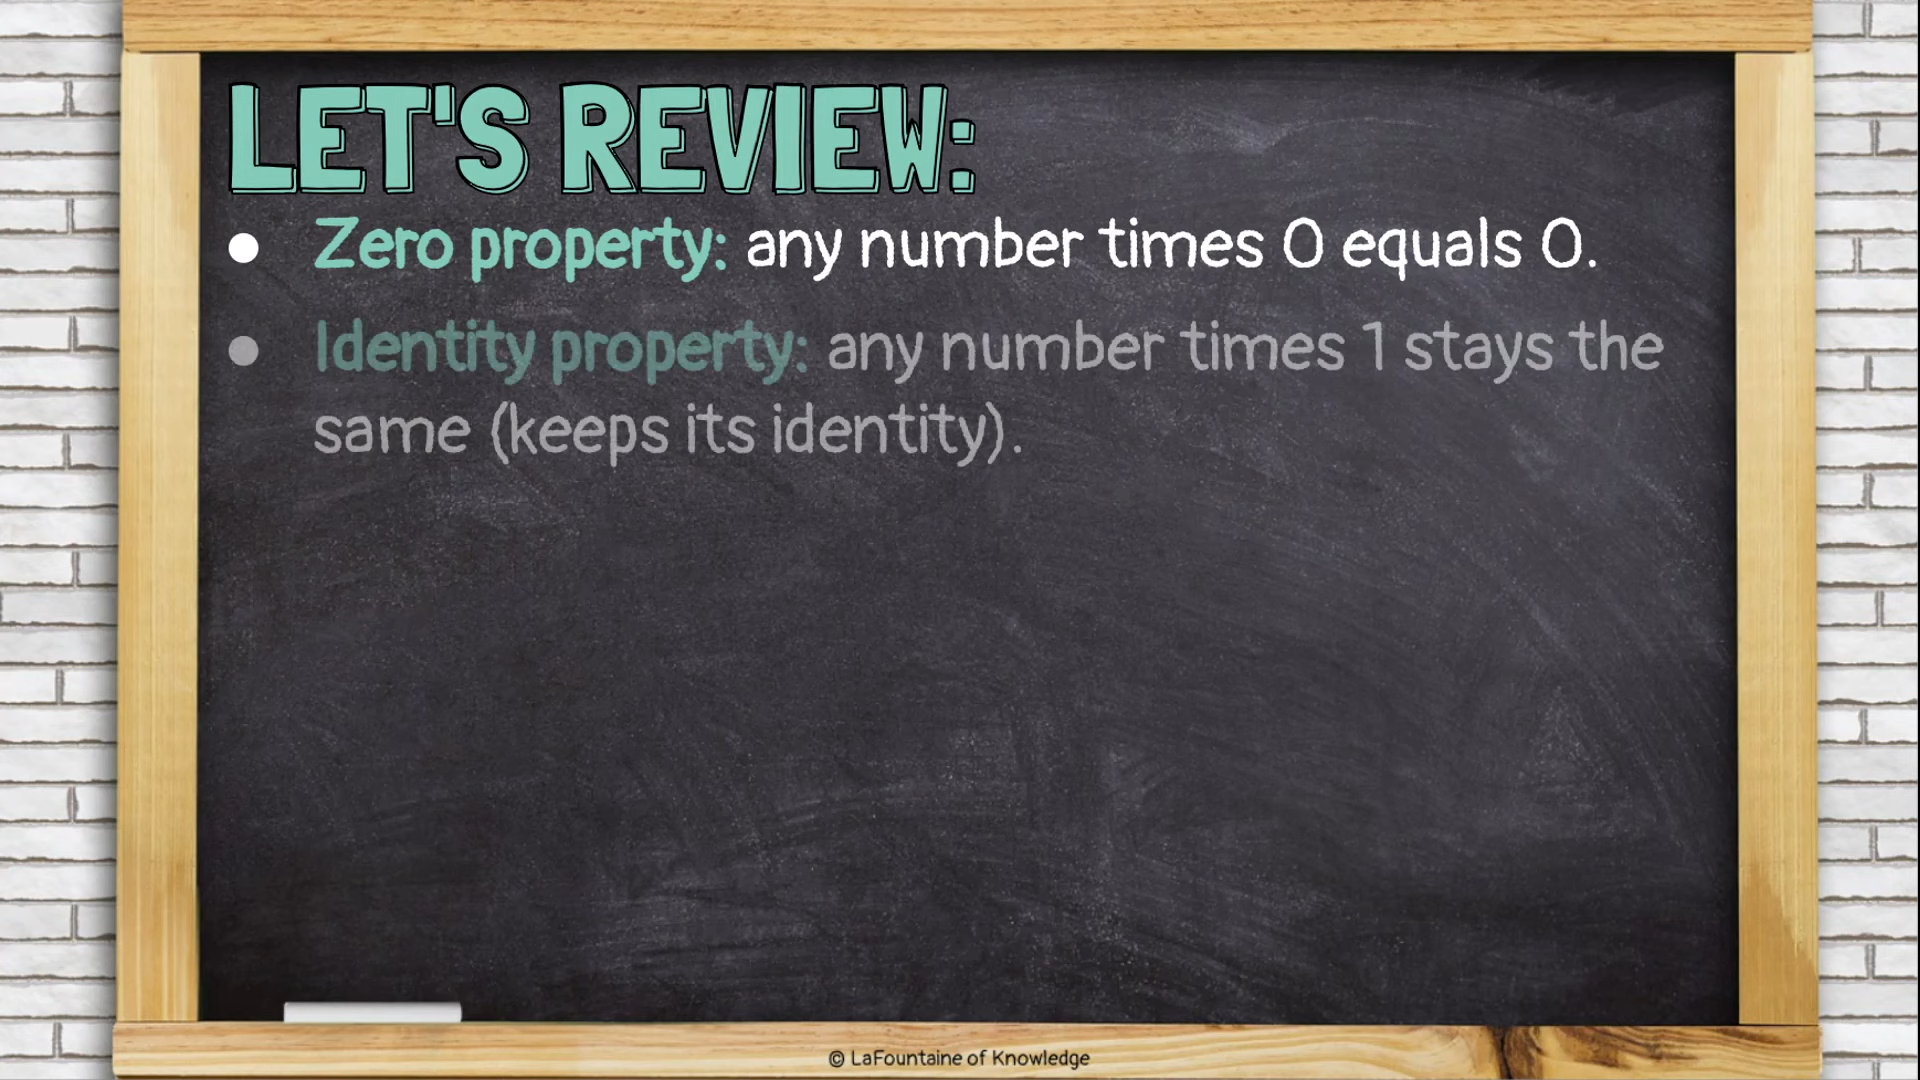 LET'S REVIEW:
● Zero property: any number times 0 equals 0.
● Identity property: any number times 1 stays the
same (keeps its identity).
© LaFountaine of Knowledge